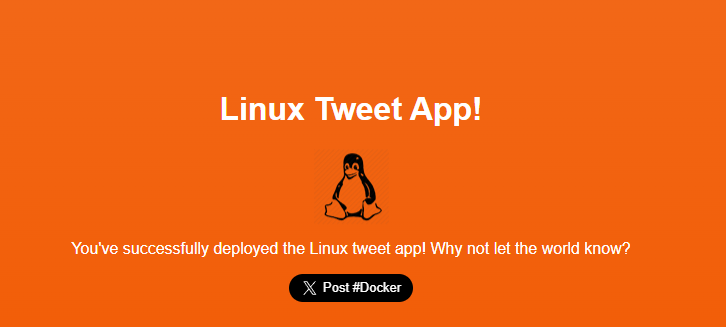 Linux Tweet App!
You've successfully deployed the Linux tweet app! Why not let the world know?
Post #Docker